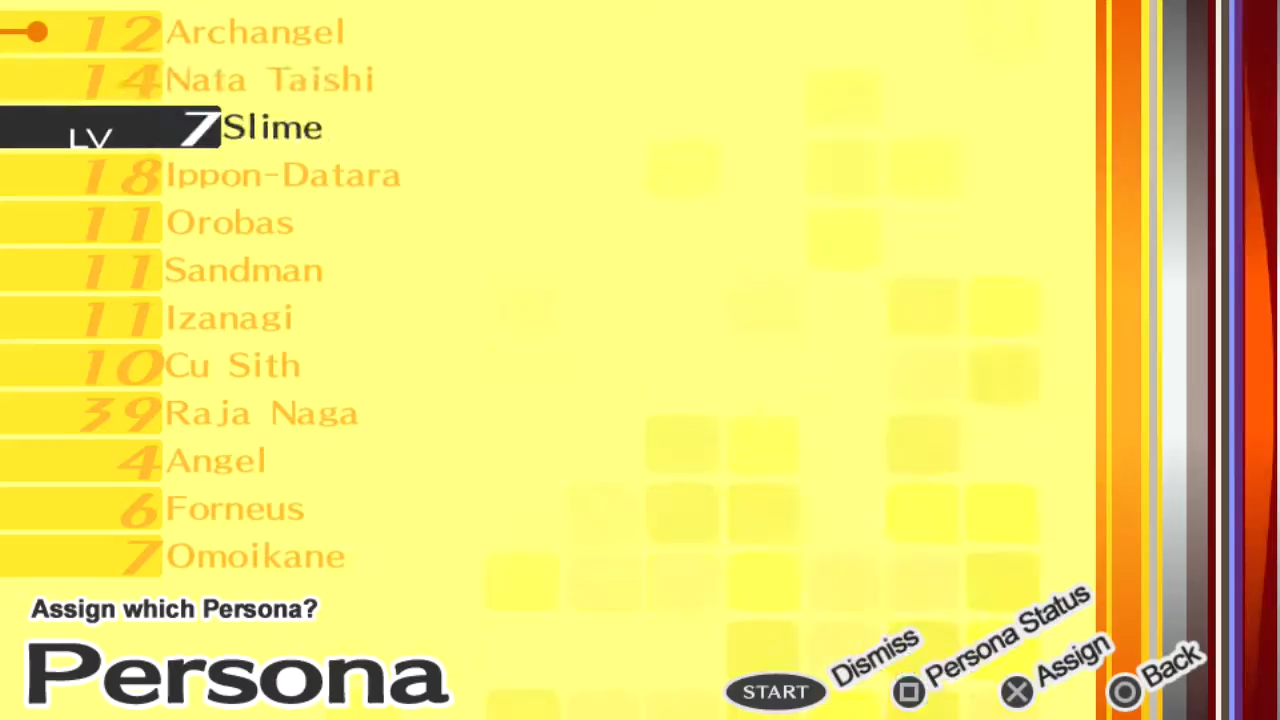 12 Archangel
14 Nata Taishi
LV 7 Slime
18 Ippon-Datara
11 Orobas
11 Sandman
11 Izanagi
10 Cu Sith
39 Raja Naga
4 Angel
6 Forneus
7 Omoikane
Assign which Persona?
Persona
START Dismiss Persona Status Assign Back